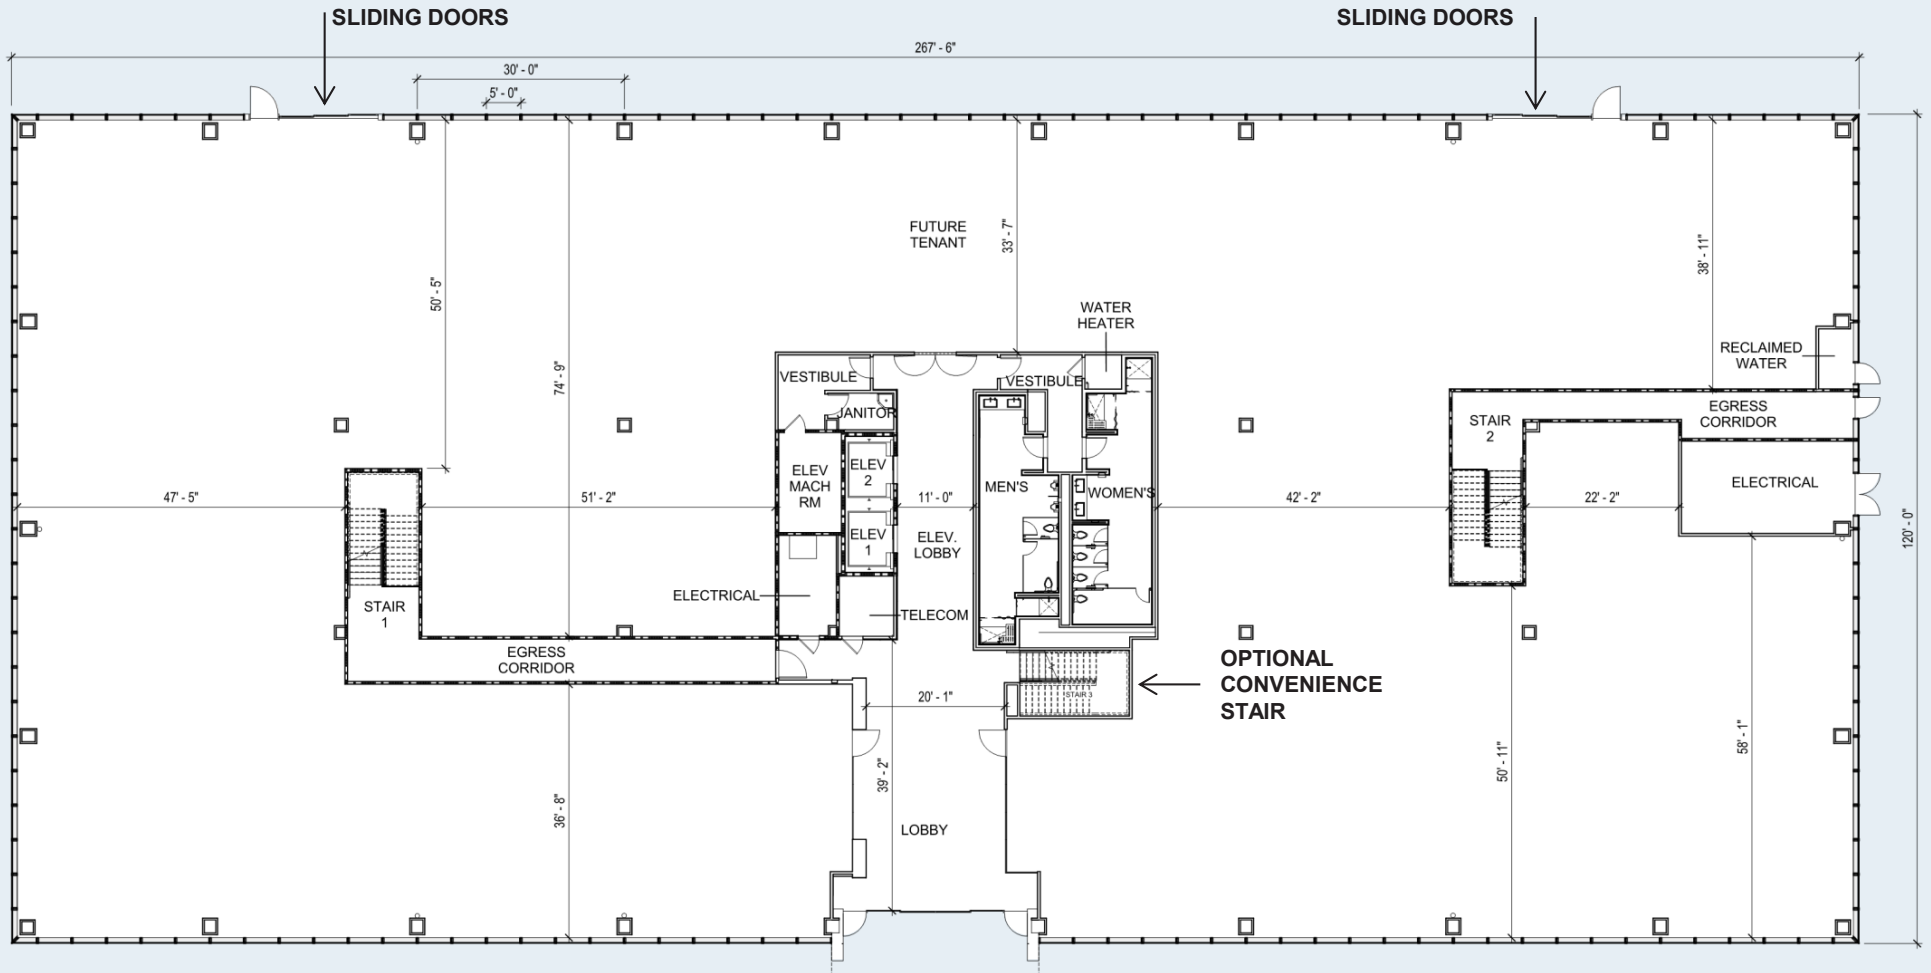 SLIDING DOORS
SLIDING DOORS
267' - 6"
30' - 0"
5' - 0"
FUTURE
TENANT
33' - 7"
38' - 11"
50' - 5"
WATER
HEATER
RECLAIMED
WATER
74' - 9"
VESTIBULE
VESTIBULE
JANITOR
EGRESS
CORRIDOR
STAIR
2
ELEV
MACH
RM
ELEV
2
MEN'S
WOMEN'S
ELECTRICAL
47' - 5"
51' - 2"
11' - 0"
42' - 2"
22' - 2"
120' - 0"
ELEV
1
ELEV.
LOBBY
ELECTRICAL
TELECOM
STAIR
1
EGRESS
CORRIDOR
OPTIONAL
CONVENIENCE
STAIR
STAIR 3
20' - 1"
58' - 1"
39' - 2"
50' - 11"
36' - 8"
LOBBY